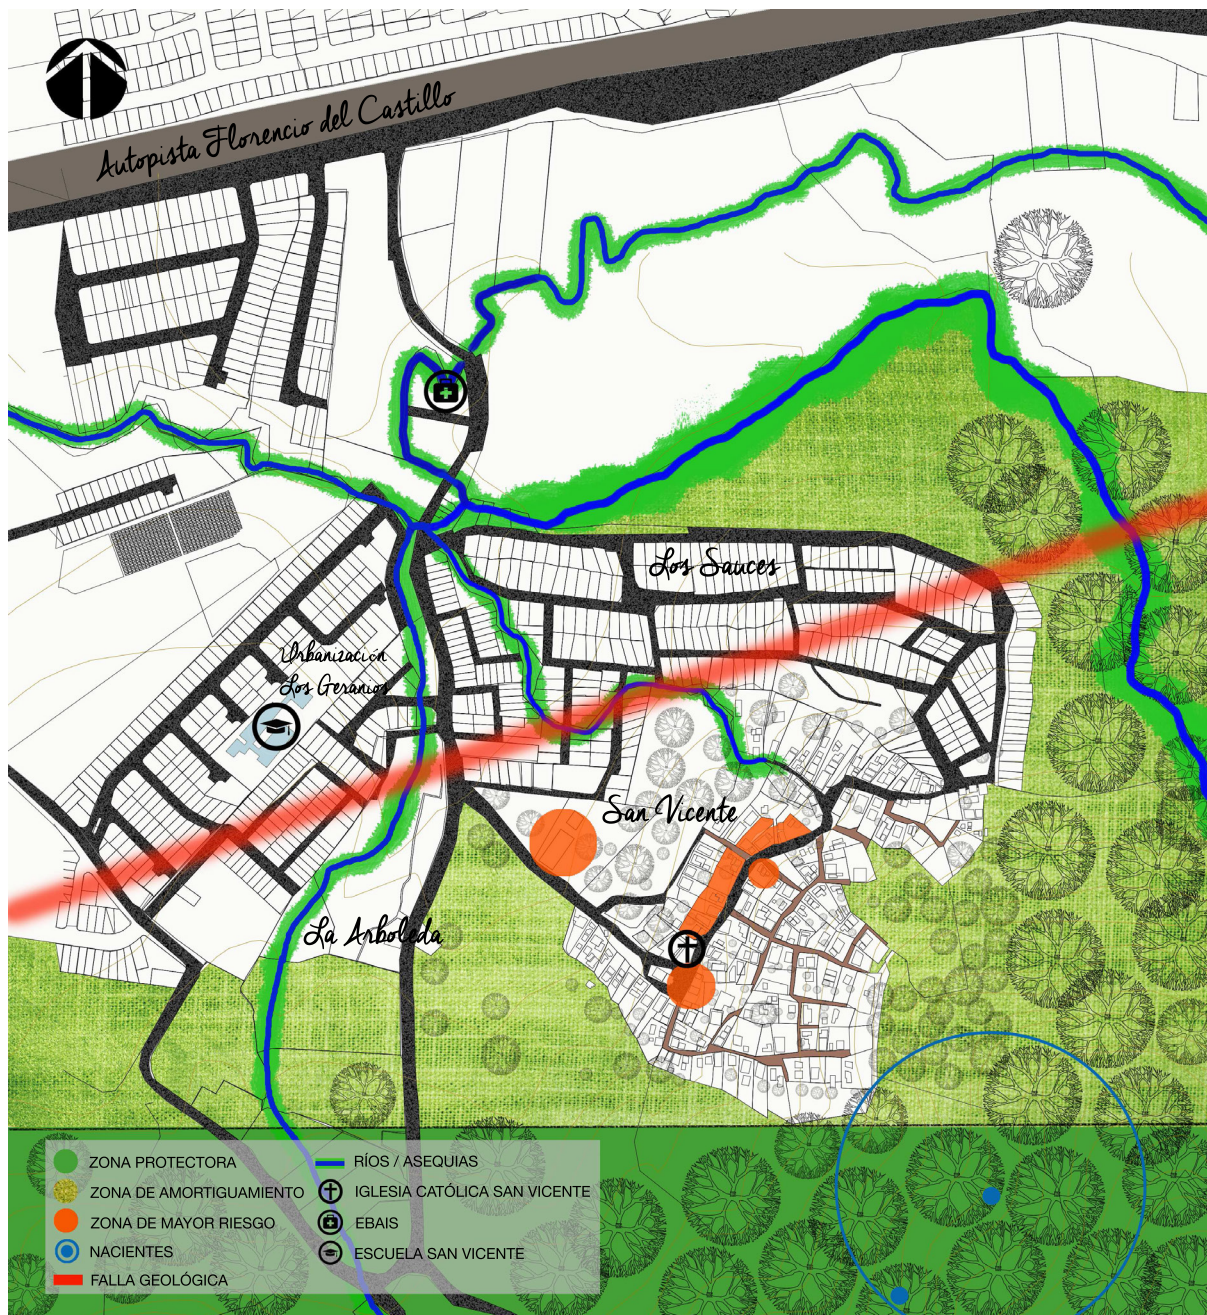 Autopista Florencio del Castillo
Los Sauces
Urbanización
Los Geranios
San Vicente
La Arboleda
ZONA PROTECTORA
ZONA DE AMORTIGUAMIENTO
ZONA DE MAYOR RIESGO
NACIENTES
FALLA GEOLÓGICA
RÍOS / ASEQUIAS
IGLESIA CATÓLICA SAN VICENTE
EBAIS
ESCUELA SAN VICENTE